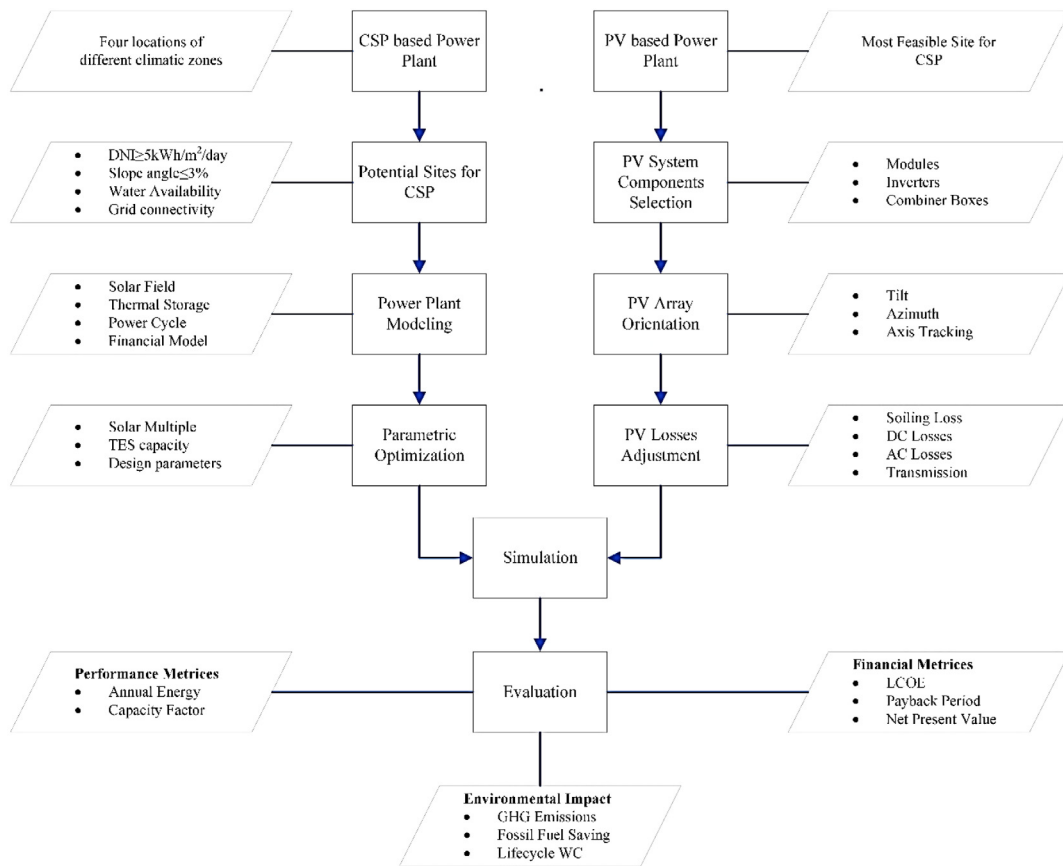 Four locations of
different climatic zones
CSP based Power
Plant
PV based Power
Plant
Most Feasible Site for
CSP
• DNI≥5kWh/m²/day
• Slope angle≤3%
• Water Availability
• Grid connectivity
Potential Sites for
CSP
PV System
Components
Selection
• Modules
• Inverters
• Combiner Boxes
• Solar Field
• Thermal Storage
• Power Cycle
• Financial Model
Power Plant
Modeling
PV Array
Orientation
• Tilt
• Azimuth
• Axis Tracking
• Solar Multiple
• TES capacity
• Design parameters
Parametric
Optimization
PV Losses
Adjustment
• Soiling Loss
• DC Losses
• AC Losses
• Transmission
Simulation
Performance Metrices
• Annual Energy
• Capacity Factor
Evaluation
Financial Metrices
• LCOE
• Payback Period
• Net Present Value
Environmental Impact
• GHG Emissions
• Fossil Fuel Saving
• Lifecycle WC